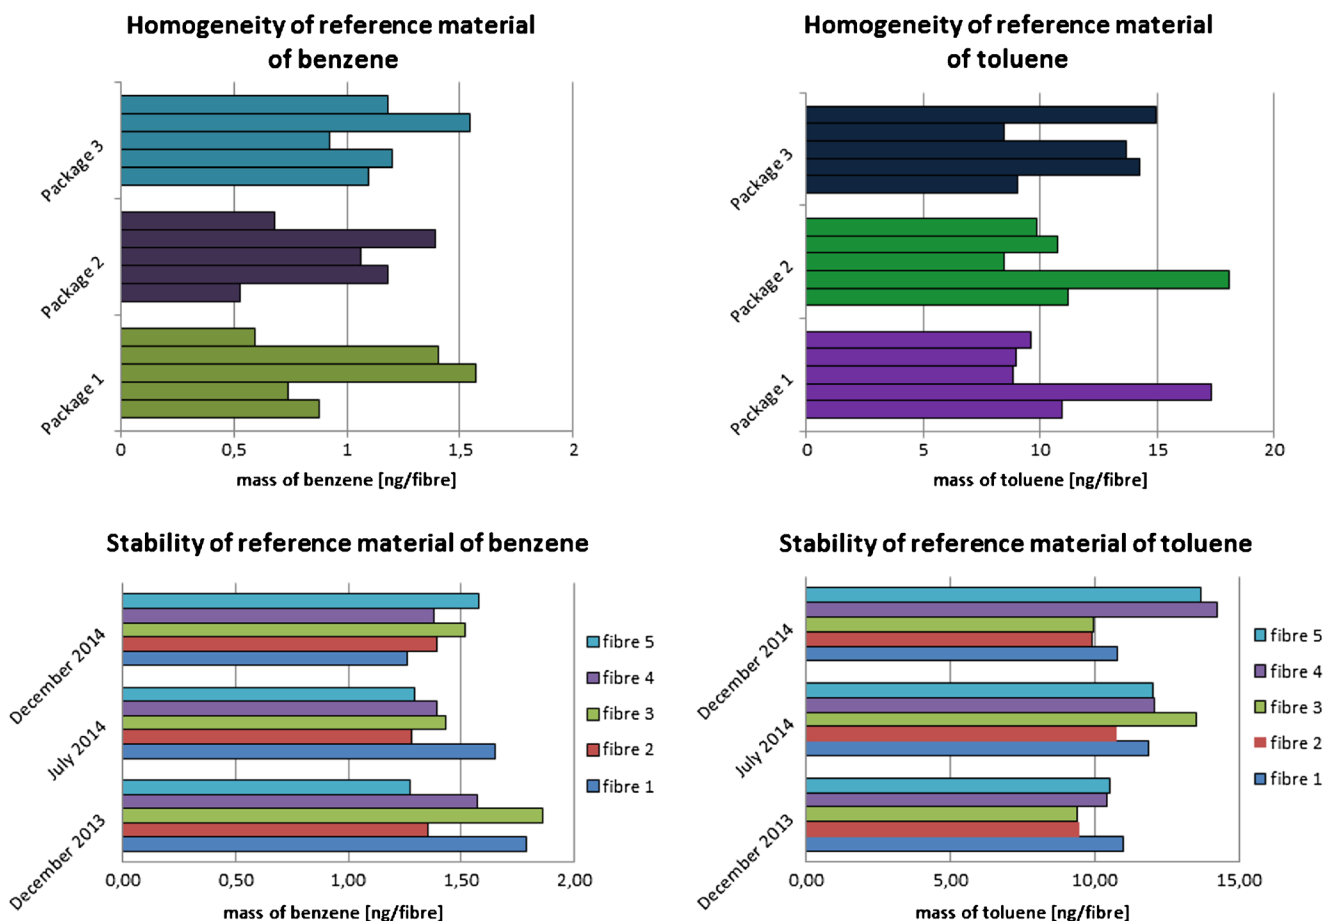 Homogeneity of reference material
of benzene
Package 3
Package 2
Package 1
0
0,5
1
1,5
2
mass of benzene [ng/fibre]
Homogeneity of reference material
of toluene
Package 3
Package 2
Package 1
0
5
10
15
20
mass of toluene [ng/fibre]
Stability of reference material of benzene
December 2014
July 2014
December 2013
0,00
0,50
1,00
1,50
2,00
mass of benzene [ng/fibre]
fibre 5
fibre 4
fibre 3
fibre 2
fibre 1
Stability of reference material of toluene
December 2014
July 2014
December 2013
0,00
5,00
10,00
15,00
mass of toluene [ng/fibre]
fibre 5
fibre 4
fibre 3
fibre 2
fibre 1